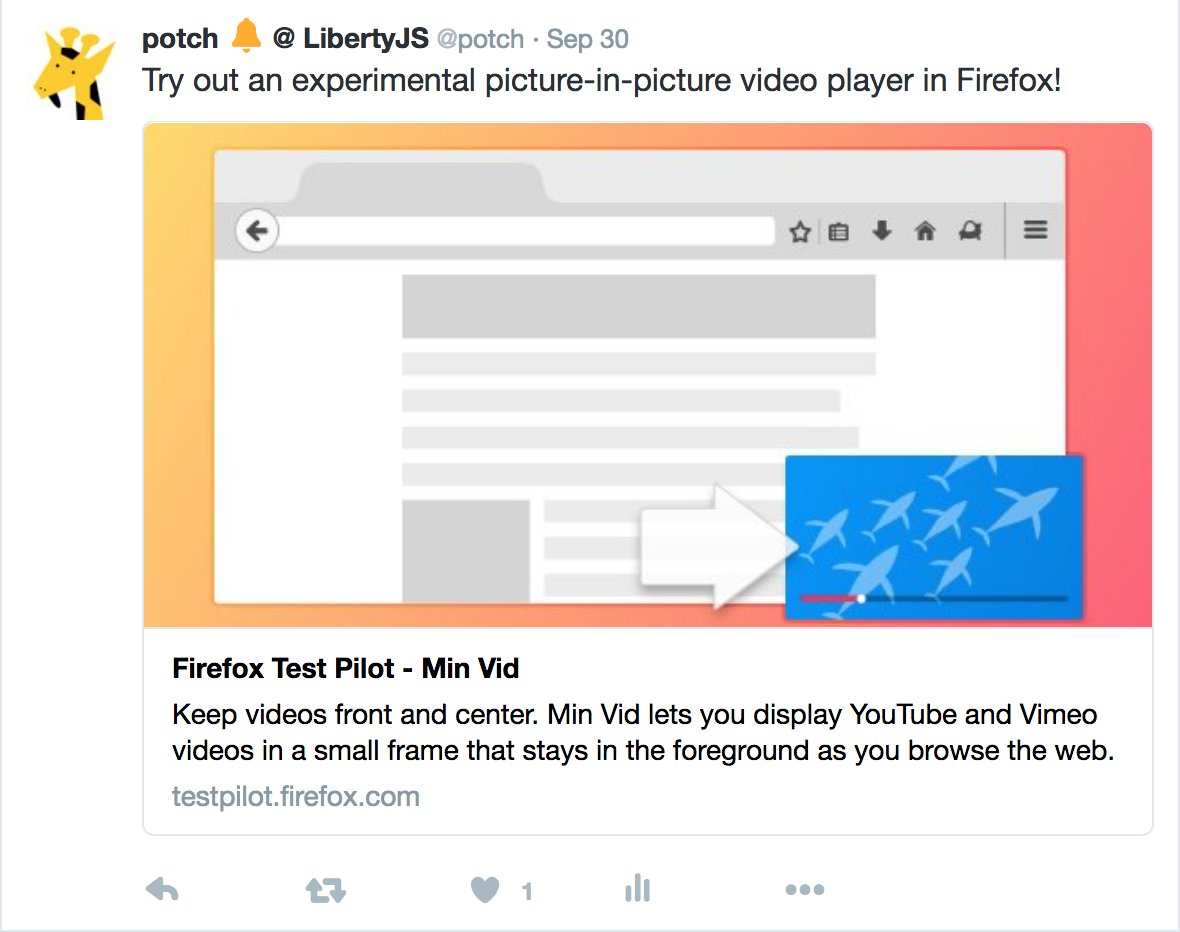 potch 🔔 @ LibertyJS @potch · Sep 30
Try out an experimental picture-in-picture video player in Firefox!
Firefox Test Pilot - Min Vid
Keep videos front and center. Min Vid lets you display YouTube and Vimeo
videos in a small frame that stays in the foreground as you browse the web.
testpilot.firefox.com
1